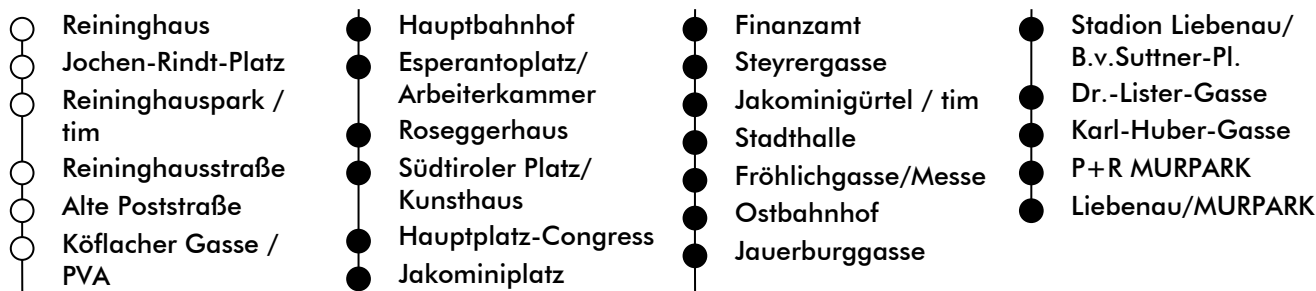 Reininghaus
Jochen-Rindt-Platz
Reininghauspark /
tim
Reininghausstraße
Alte Poststraße
Köflacher Gasse /
PVA
Hauptbahnhof
Esperantoplatz/
Arbeiterkammer
Roseggerhaus
Südtiroler Platz/
Kunsthaus
Hauptplatz-Congress
Jakominiplatz
Finanzamt
Steyrergasse
Jakominigürtel / tim
Stadthalle
Fröhlichgasse/Messe
Ostbahnhof
Jauerburggasse
Stadion Liebenau/
B.v.Suttner-Pl.
Dr.-Lister-Gasse
Karl-Huber-Gasse
P+R MURPARK
Liebenau/MURPARK